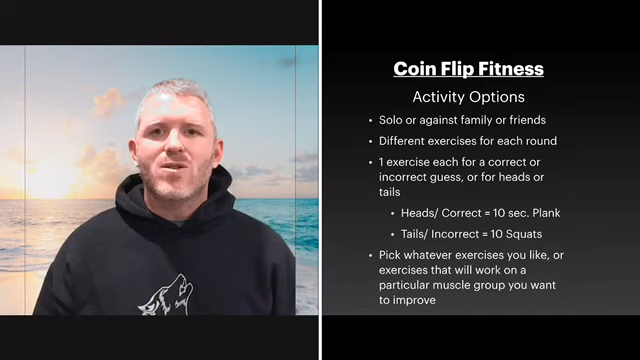 Coin Flip Fitness
Activity Options
• Solo or against family or friends
• Different exercises for each round
• 1 exercise each for a correct or
incorrect guess, or for heads or
tails
• Heads/ Correct = 10 sec. Plank
• Tails/ Incorrect = 10 Squats
• Pick whatever exercises you like, or
exercises that will work on a
particular muscle group you want
to improve